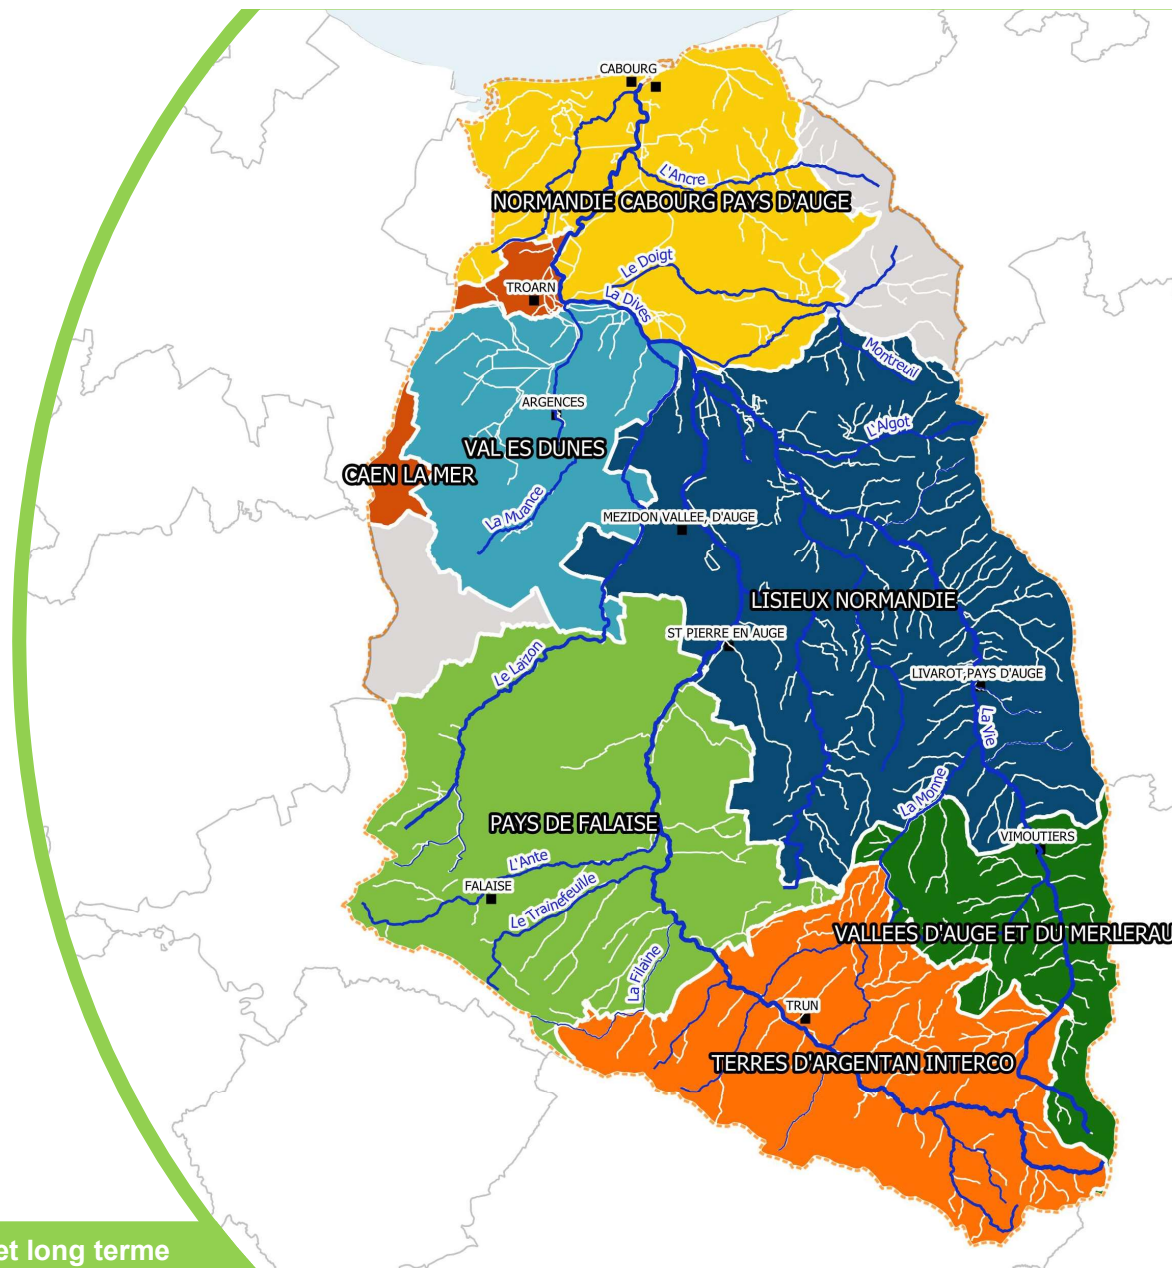 CABOURG
L'Ancre
NORMANDIE CABOURG PAYS D'AUGE
Le Doigt
TROARN
La Dives
Montreuil
ARGENCES
L'Algot
VAL ES DUNES
CAEN LA MER
La Muance
MEZIDON VALLEE, D'AUGE
LISIEUX NORMANDIE
ST PIERRE EN AUGE
Le Laizon
LIVAROT,PAYS D'AUGE
La Vie
La Monne
PAYS DE FALAISE
VIMOUTIERS
L'Ante
FALAISE
Le Trainefeuille
VALLEES D'AUGE ET DU MERLERAU
La Filaine
TRUN
TERRES D'ARGENTAN INTERCO
et long terme